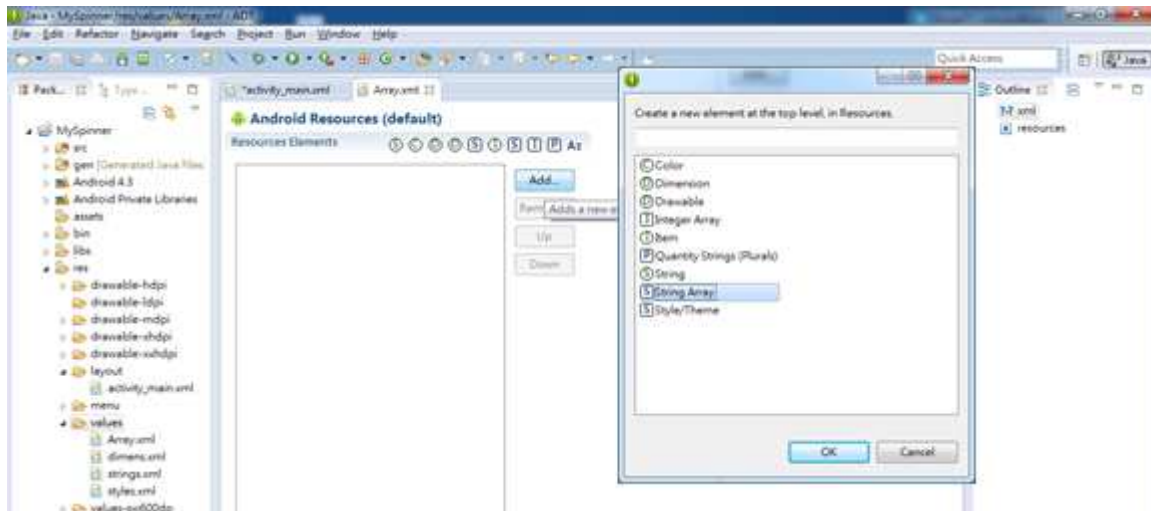 Java - MySpinner/res/values/Array.xml - ADT
File Edit Refactor Navigate Search Project Run Window Help
Quick Access
Java
Pack...
Type...
MySpinner
src
gen [Generated Java Files
Android 4.3
Android Private Libraries
assets
bin
libs
res
drawable-hdpi
drawable-ldpi
drawable-mdpi
drawable-xhdpi
drawable-xxhdpi
layout
activity_main.xml
menu
values
Array.xml
dimens.xml
strings.xml
styles.xml
values-sw600dp
*activity_main.xml
Array.xml
Android Resources (default)
Resources Elements
S C D D S I S I P Az
Add...
Adds a new
Up
Down
Create a new element at the top level, in Resources.
C Color
D Dimension
D Drawable
I Integer Array
I Item
P Quantity Strings (Plurals)
S String
S String Array
S Style/Theme
OK
Cancel
Outline
xml
resources